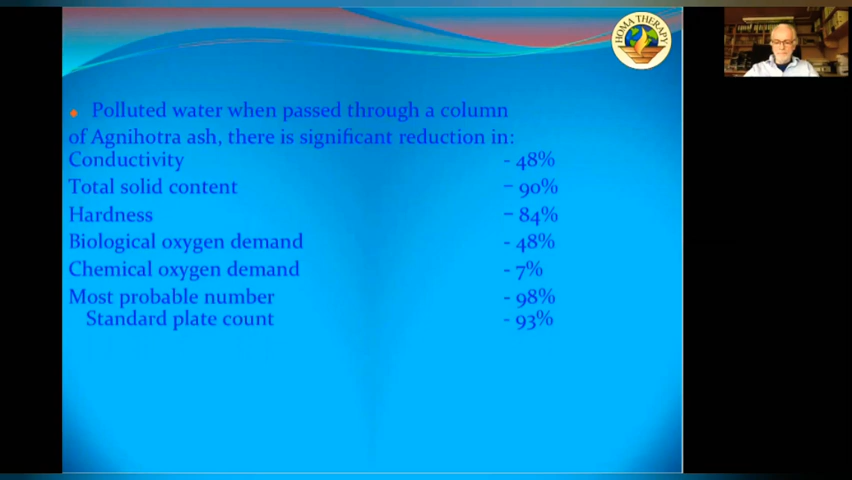 HOMA THERAPY
• Polluted water when passed through a column
of Agnihotra ash, there is significant reduction in:
Conductivity - 48%
Total solid content – 90%
Hardness – 84%
Biological oxygen demand - 48%
Chemical oxygen demand - 7%
Most probable number - 98%
Standard plate count - 93%